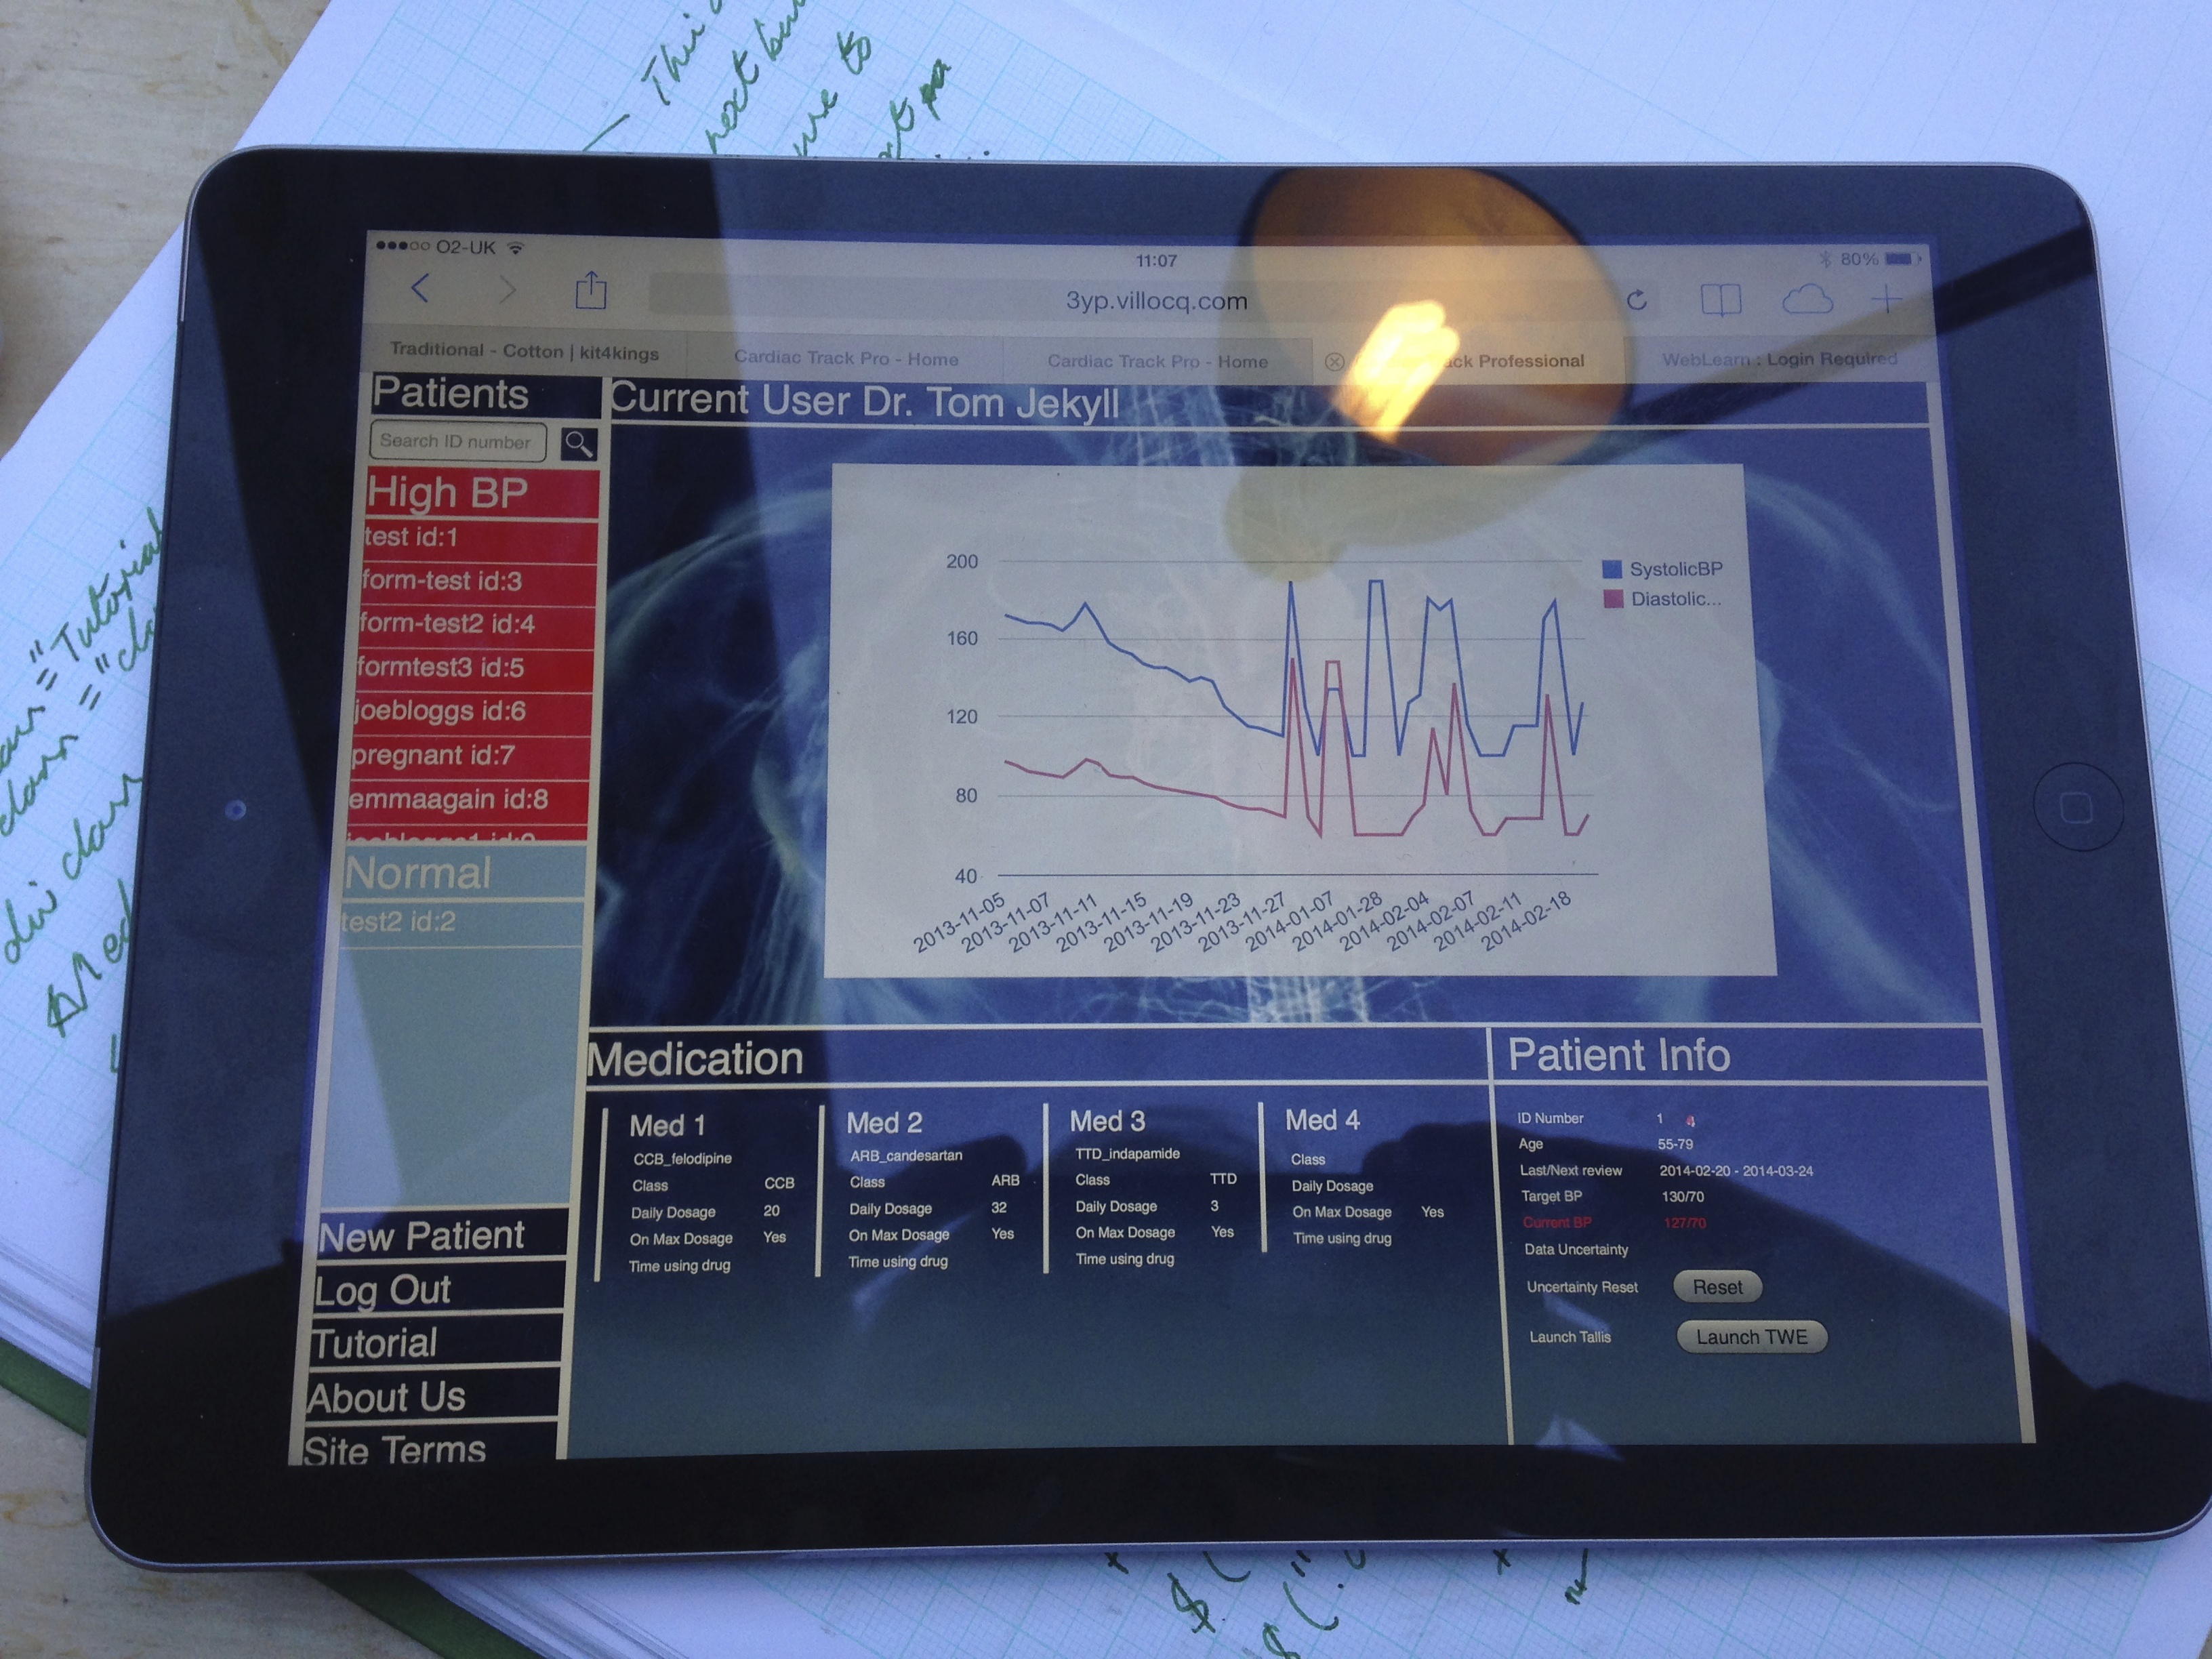 This
next
to
O2-UK
11:07
80%
3yp.villocq.com
Traditional - Cotton | kit4kings
Cardiac Track Pro - Home
Cardiac Track Pro - Home
ack Professional
WebLearn : Login Required
Patients
Current User Dr. Tom Jekyll
Search ID number
High BP
test id:1
form-test id:3
form-test2 id:4
formtest3 id:5
joebloggs id:6
pregnant id:7
emmaagain id:8
Normal
test2 id:2
New Patient
Log Out
Tutorial
About Us
Site Terms
200
160
120
80
40
SystolicBP
Diastolic...
2013-11-05
2013-11-07
2013-11-11
2013-11-15
2013-11-19
2013-11-23
2013-11-27
2014-01-07
2014-01-28
2014-02-04
2014-02-07
2014-02-11
2014-02-18
Medication
Med 1
CCB_felodipine
Class CCB
Daily Dosage 20
On Max Dosage Yes
Time using drug
Med 2
ARB_candesartan
Class ARB
Daily Dosage 32
On Max Dosage Yes
Time using drug
Med 3
TTD_indapamide
Class TTD
Daily Dosage 3
On Max Dosage Yes
Time using drug
Med 4
Class
Daily Dosage
On Max Dosage Yes
Time using drug
Patient Info
ID Number 1
Age 55-79
Last/Next review 2014-02-20 - 2014-03-24
Target BP 130/70
Current BP 127/70
Data Uncertainty
Uncertainty Reset Reset
Launch Tallis Launch TWE
="Tutorial
="
div class
$(
$(